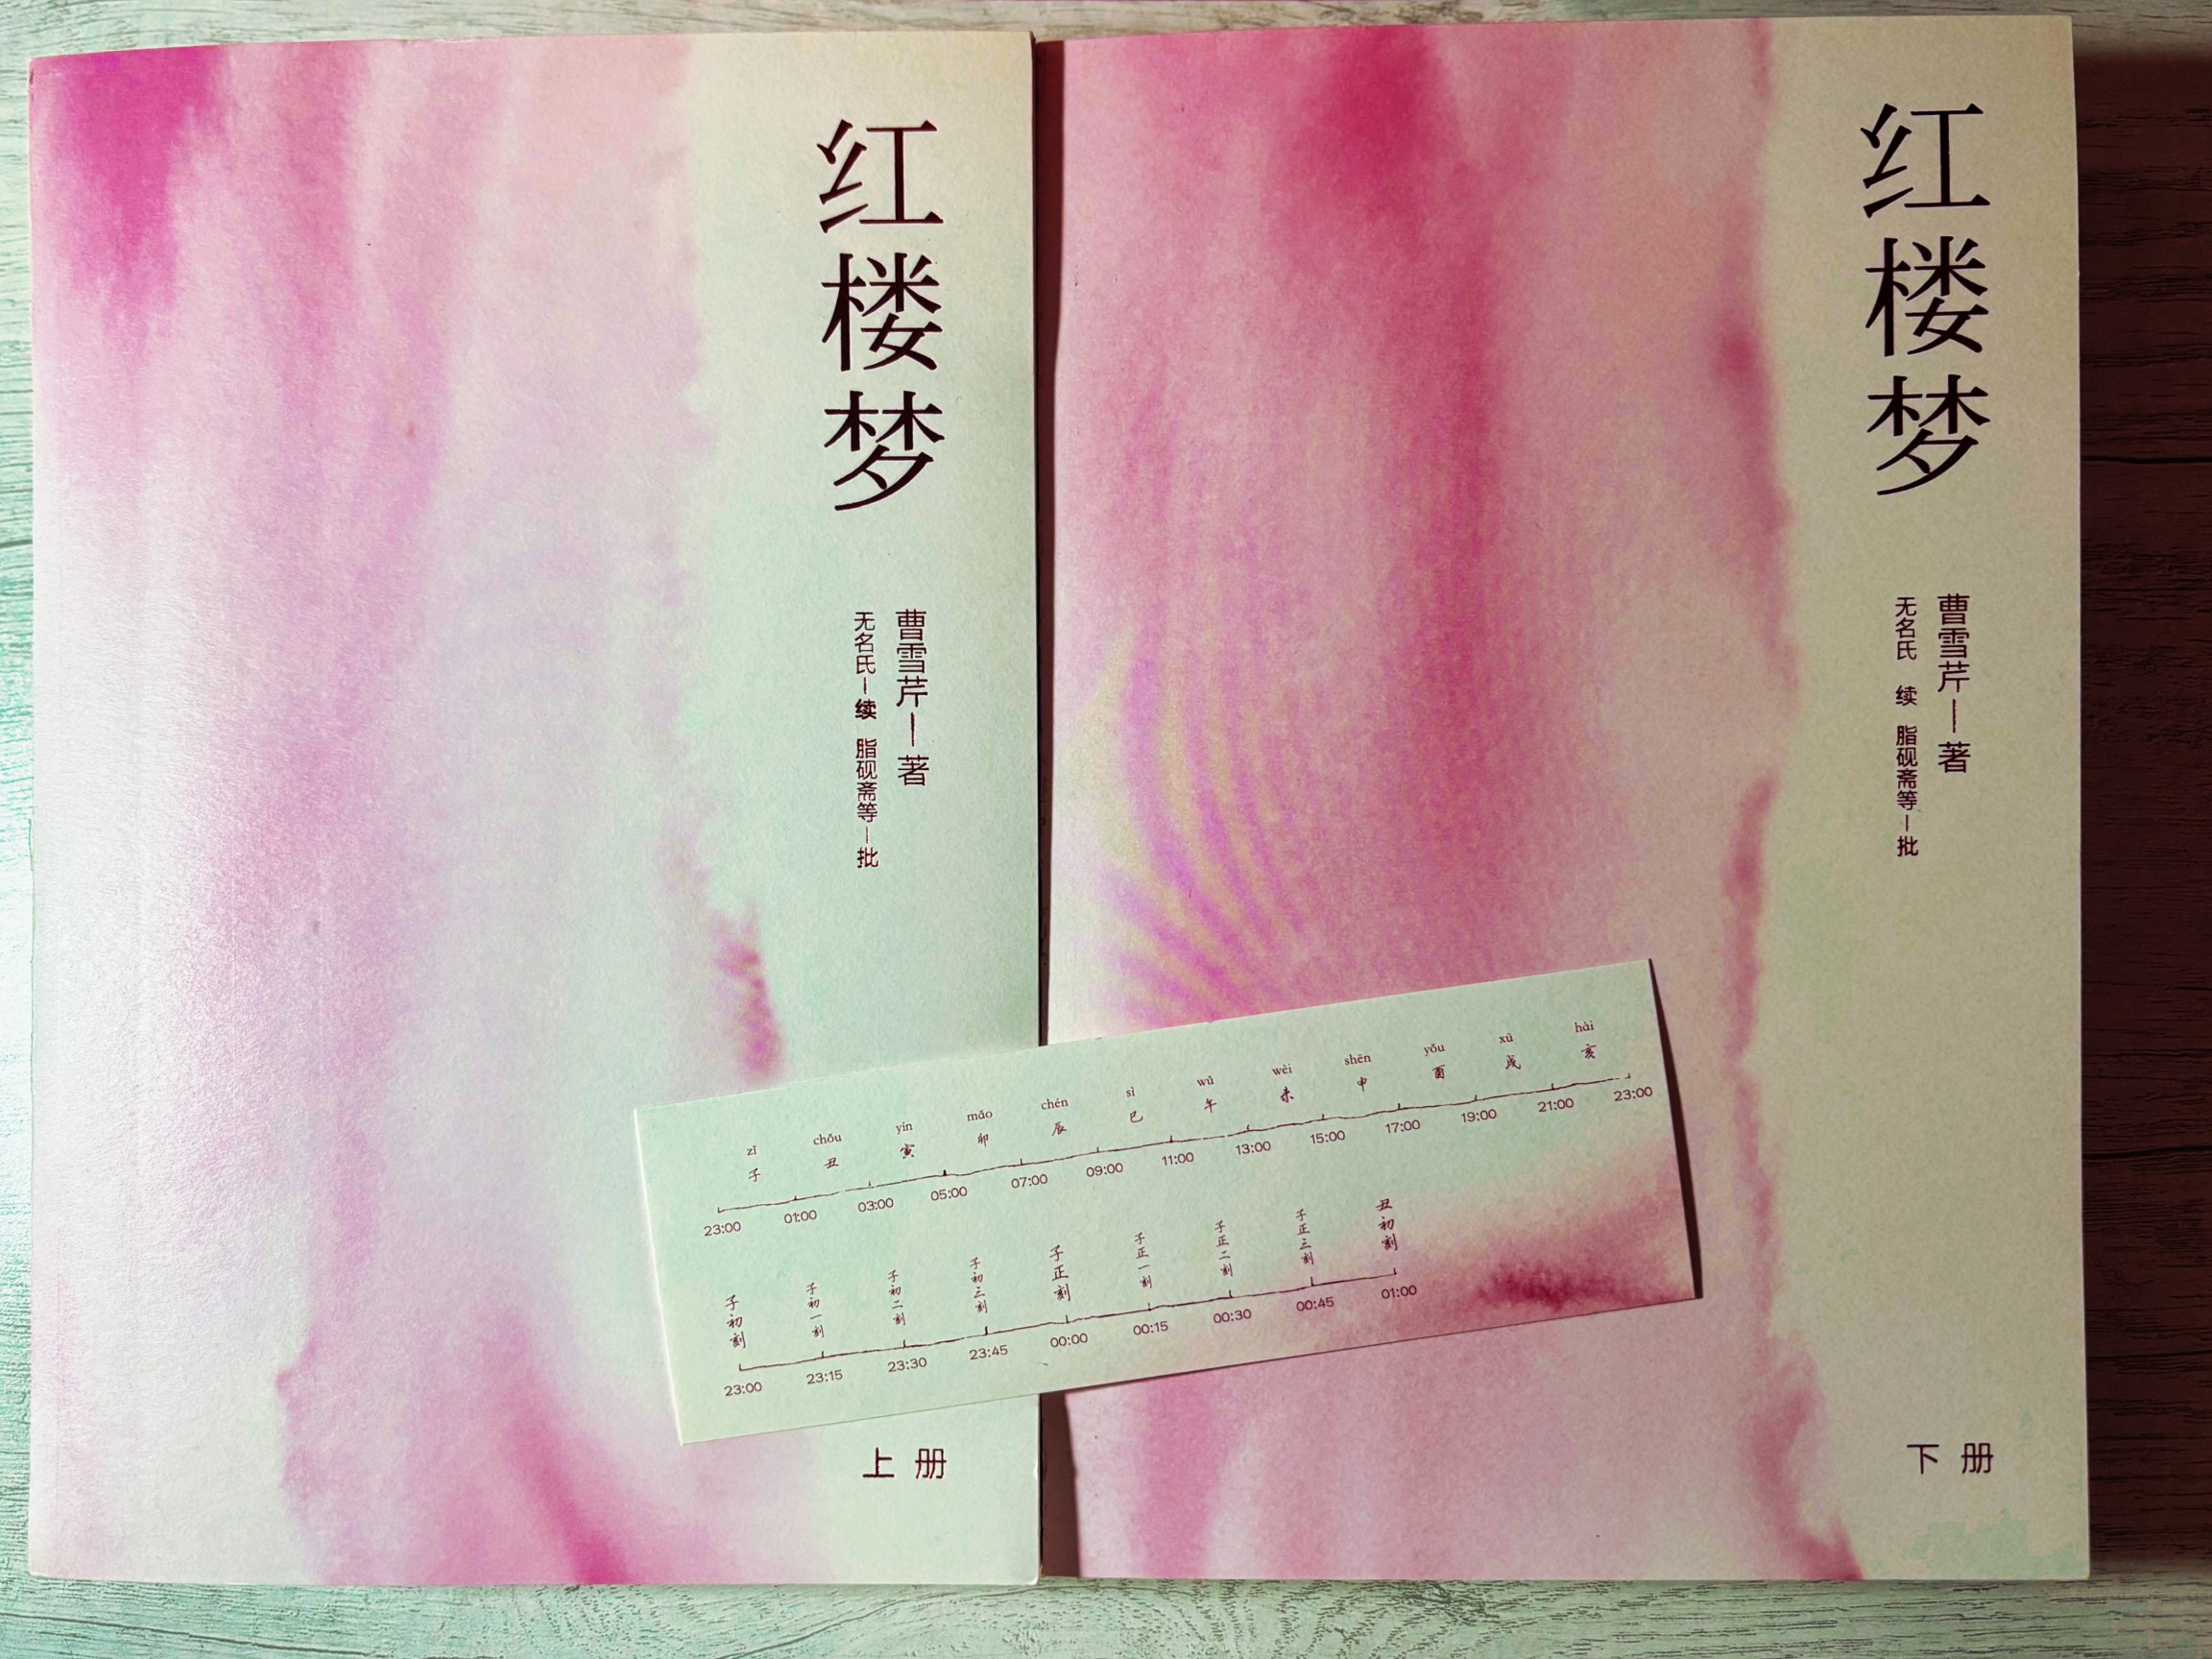 红楼梦
曹雪芹—著
无名氏—续 脂砚斋等—批
上册
红楼梦
曹雪芹—著
无名氏 续 脂砚斋等—批
下册
zǐ chǒu yín mǎo chén sì wǔ wèi shēn yǒu xū hài
子 丑 寅 卯 辰 巳 午 未 申 酉 戌 亥
23:00 01:00 03:00 05:00 07:00 09:00 11:00 13:00 15:00 17:00 19:00 21:00 23:00
子初刻 子初一刻 子初二刻 子初三刻 子正刻 子正一刻 子正二刻 子正三刻 丑初刻
23:00 23:15 23:30 23:45 00:00 00:15 00:30 00:45 01:00